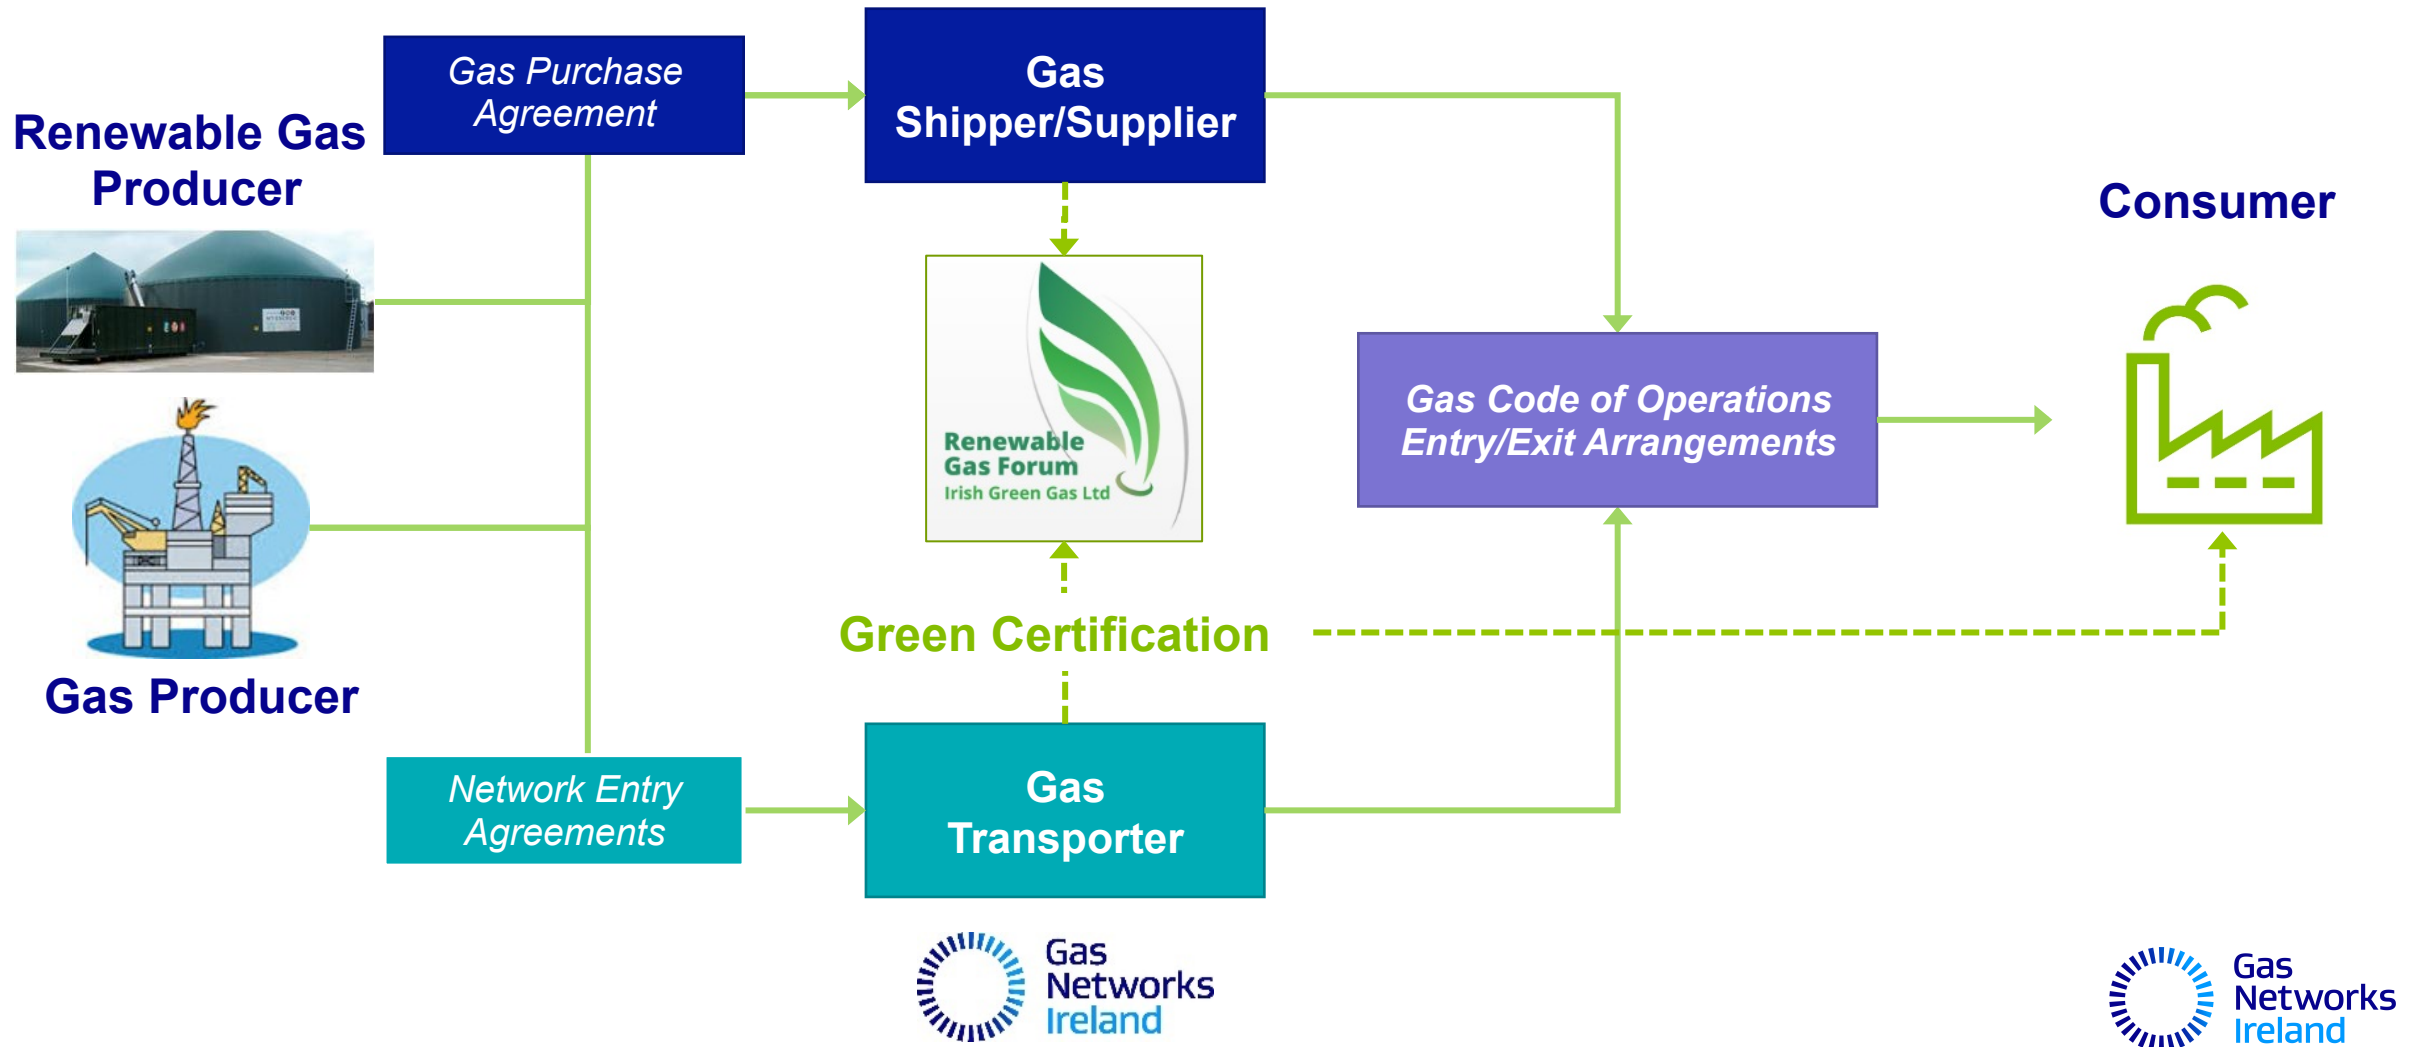 Gas Purchase
Agreement
Gas
Shipper/Supplier
Renewable Gas
Producer
Consumer
Renewable
Gas Forum
Irish Green Gas Ltd
Gas Code of Operations
Entry/Exit Arrangements
Green Certification
Gas Producer
Network Entry
Agreements
Gas
Transporter
Gas
Networks
Ireland
Gas
Networks
Ireland